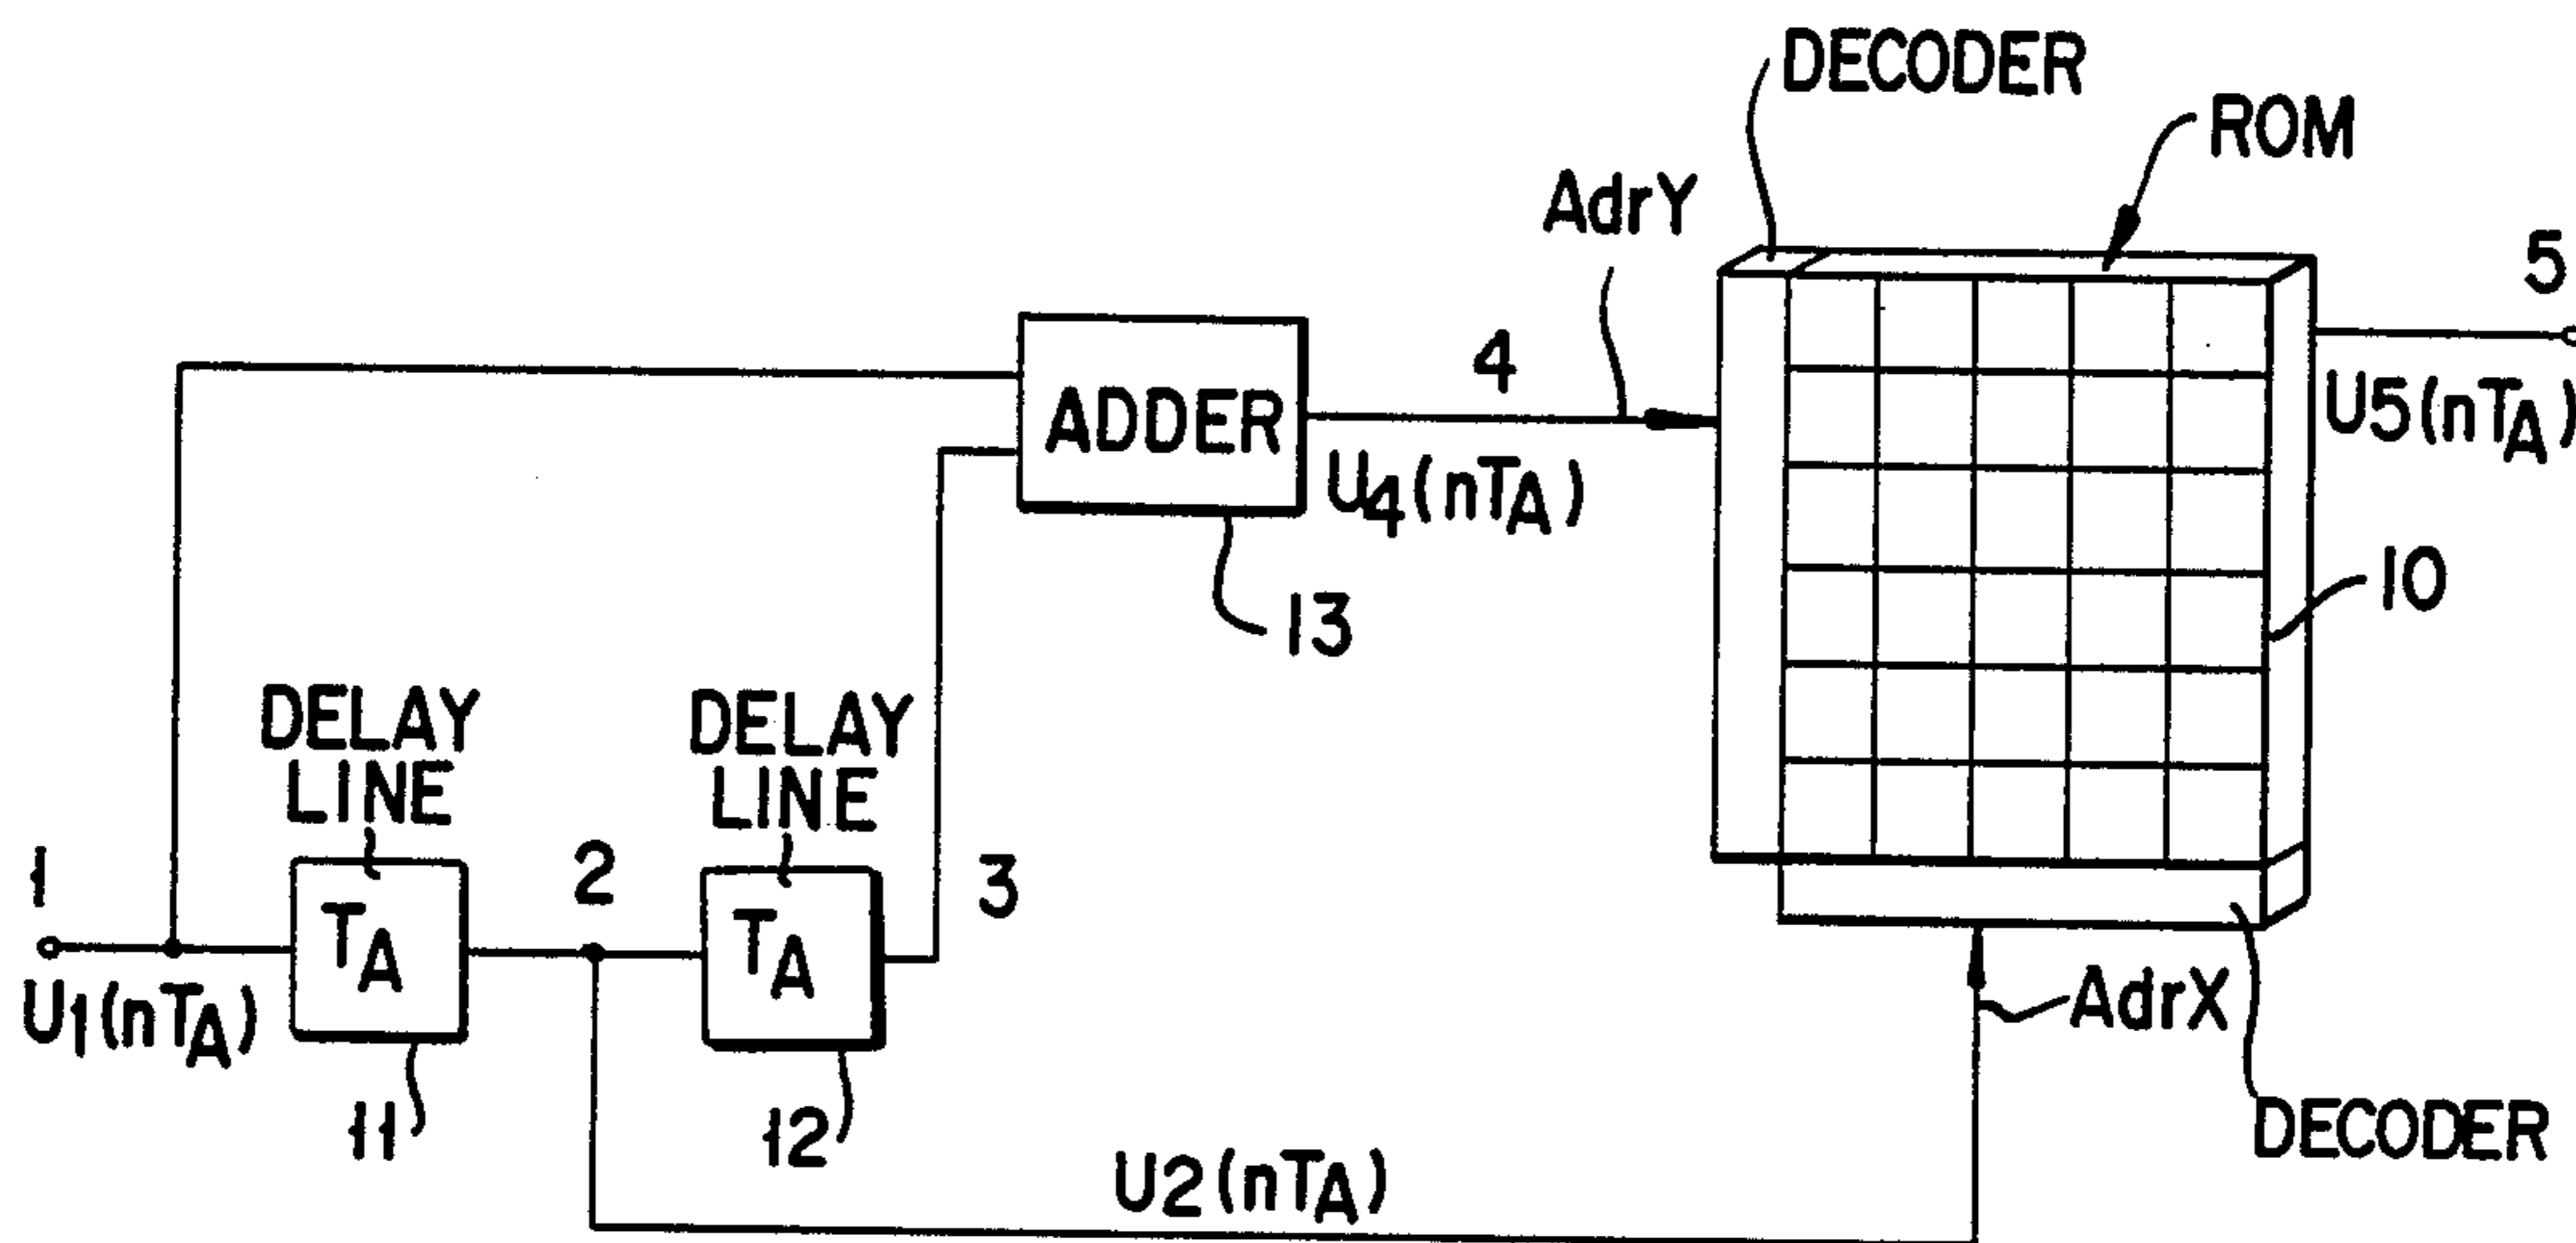 DECODER
ROM
AdrY
5
4
ADDER
U4(nTA)
U5(nTA)
10
13
DELAY
LINE
DELAY
LINE
1
2
3
TA
TA
U1(nTA)
AdrX
11
12
DECODER
U2(nTA)